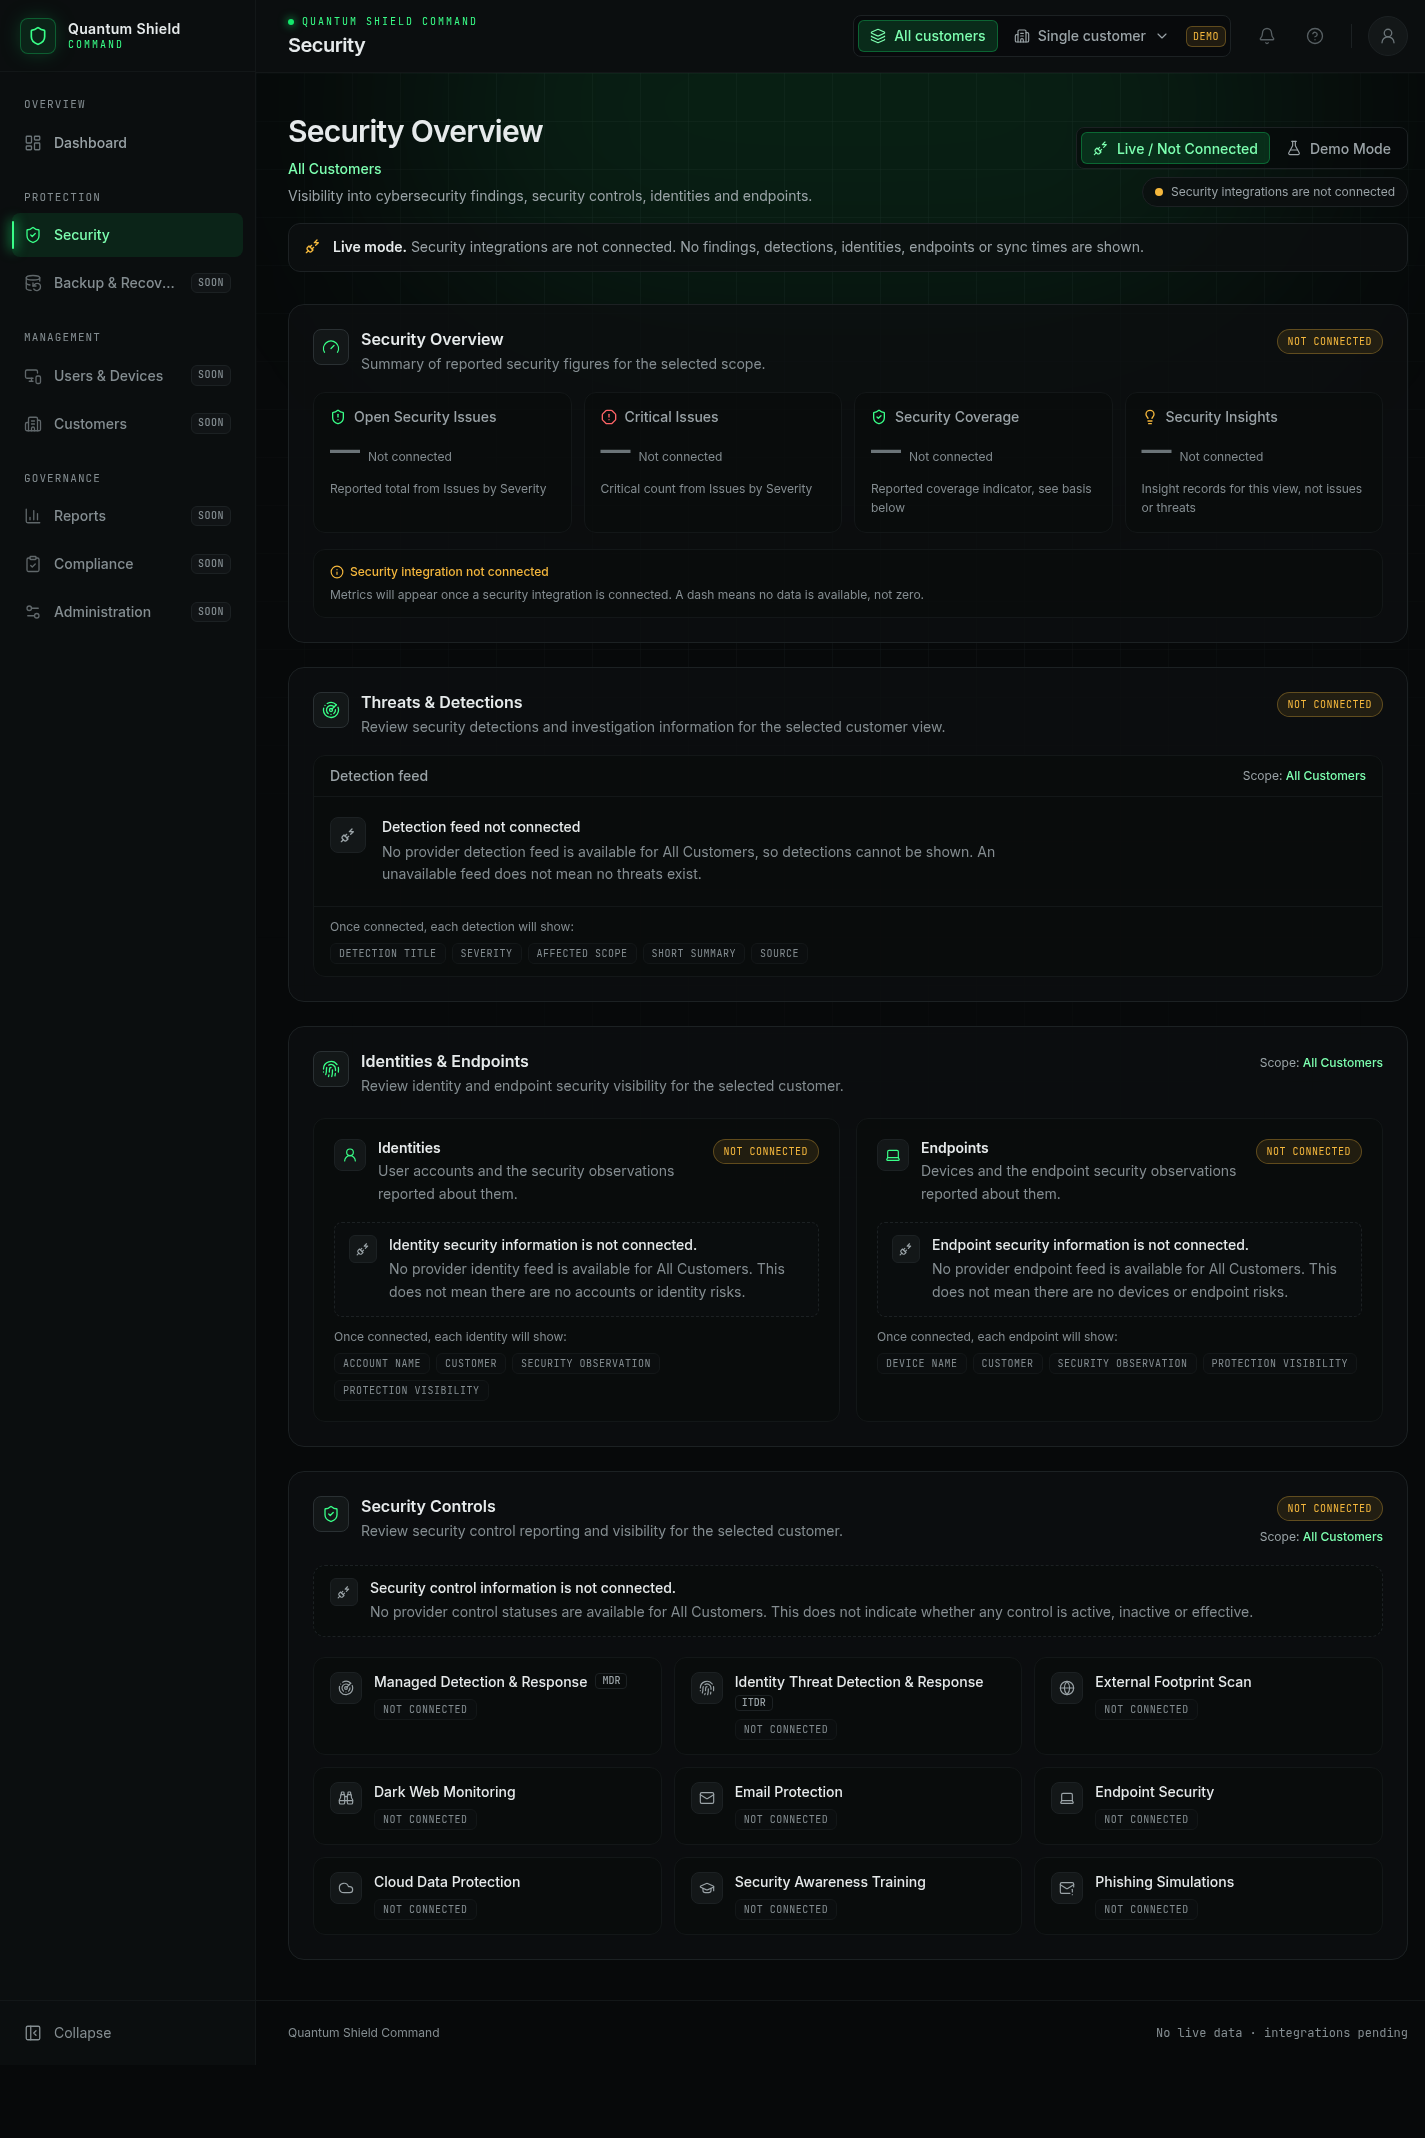 Quantum Shield
COMMAND
OVERVIEW
Dashboard
PROTECTION
Security
Backup & Recov... SOON
MANAGEMENT
Users & Devices SOON
Customers SOON
GOVERNANCE
Reports SOON
Compliance SOON
Administration SOON
Collapse
QUANTUM SHIELD COMMAND
Security
All customers Single customer DEMO
Security Overview
All Customers
Visibility into cybersecurity findings, security controls, identities and endpoints.
Live / Not Connected Demo Mode
Security integrations are not connected
Live mode. Security integrations are not connected. No findings, detections, identities, endpoints or sync times are shown.
Security Overview
Summary of reported security figures for the selected scope.
NOT CONNECTED
Open Security Issues
— Not connected
Reported total from Issues by Severity
Critical Issues
— Not connected
Critical count from Issues by Severity
Security Coverage
— Not connected
Reported coverage indicator, see basis
below
Security Insights
— Not connected
Insight records for this view, not issues
or threats
Security integration not connected
Metrics will appear once a security integration is connected. A dash means no data is available, not zero.
Threats & Detections
Review security detections and investigation information for the selected customer view.
NOT CONNECTED
Detection feed
Scope: All Customers
Detection feed not connected
No provider detection feed is available for All Customers, so detections cannot be shown. An
unavailable feed does not mean no threats exist.
Once connected, each detection will show:
DETECTION TITLE SEVERITY AFFECTED SCOPE SHORT SUMMARY SOURCE
Identities & Endpoints
Review identity and endpoint security visibility for the selected customer.
Scope: All Customers
Identities
User accounts and the security observations
reported about them.
NOT CONNECTED
Identity security information is not connected.
No provider identity feed is available for All Customers. This
does not mean there are no accounts or identity risks.
Once connected, each identity will show:
ACCOUNT NAME CUSTOMER SECURITY OBSERVATION
PROTECTION VISIBILITY
Endpoints
Devices and the endpoint security observations
reported about them.
NOT CONNECTED
Endpoint security information is not connected.
No provider endpoint feed is available for All Customers. This
does not mean there are no devices or endpoint risks.
Once connected, each endpoint will show:
DEVICE NAME CUSTOMER SECURITY OBSERVATION PROTECTION VISIBILITY
Security Controls
Review security control reporting and visibility for the selected customer.
NOT CONNECTED
Scope: All Customers
Security control information is not connected.
No provider control statuses are available for All Customers. This does not indicate whether any control is active, inactive or effective.
Managed Detection & Response MDR
NOT CONNECTED
Identity Threat Detection & Response
ITDR
NOT CONNECTED
External Footprint Scan
NOT CONNECTED
Dark Web Monitoring
NOT CONNECTED
Email Protection
NOT CONNECTED
Endpoint Security
NOT CONNECTED
Cloud Data Protection
NOT CONNECTED
Security Awareness Training
NOT CONNECTED
Phishing Simulations
NOT CONNECTED
Quantum Shield Command
No live data · integrations pending